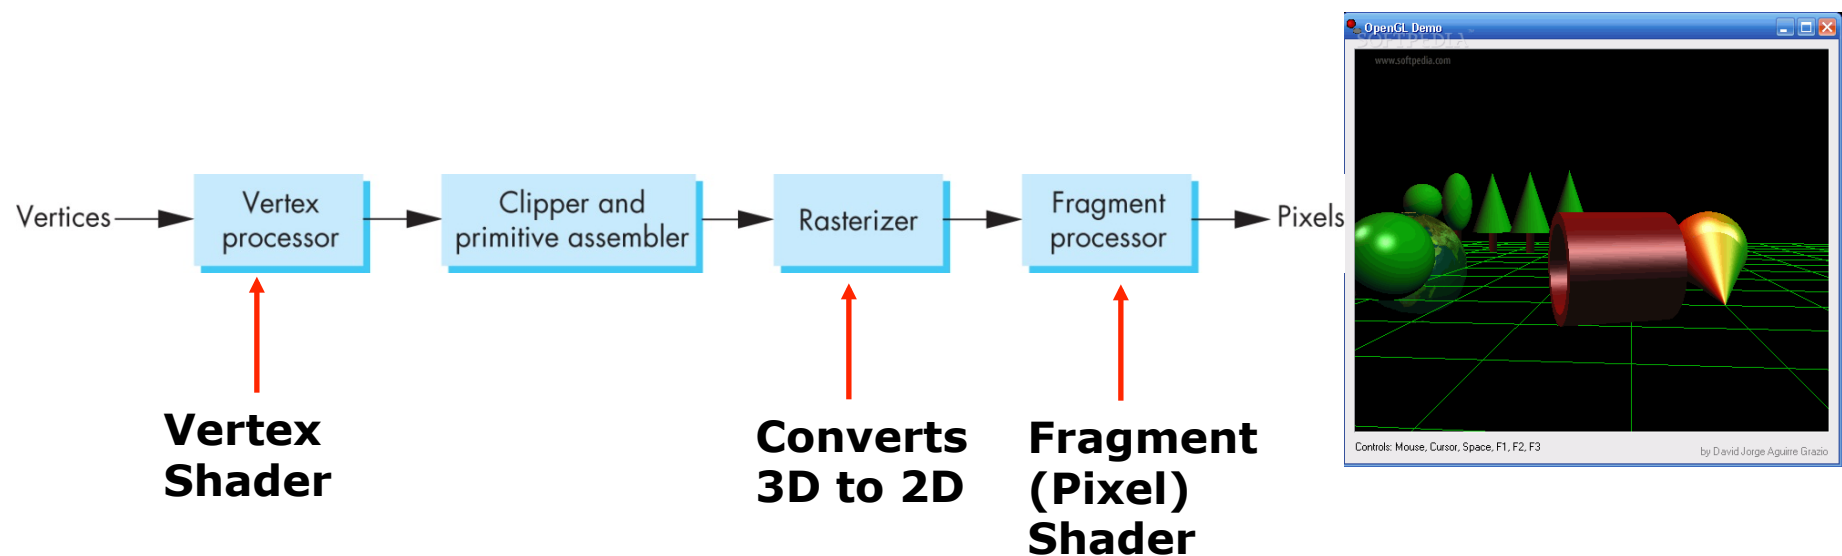 Vertices
Vertex
processor
Clipper and
primitive assembler
Rasterizer
Fragment
processor
Pixels
Vertex
Shader
Converts
3D to 2D
Fragment
(Pixel)
Shader
OpenGL Demo
SOFTPEDIA
www.softpedia.com
Controls: Mouse, Cursor, Space, F1, F2, F3
by David Jorge Aguirre Grazio